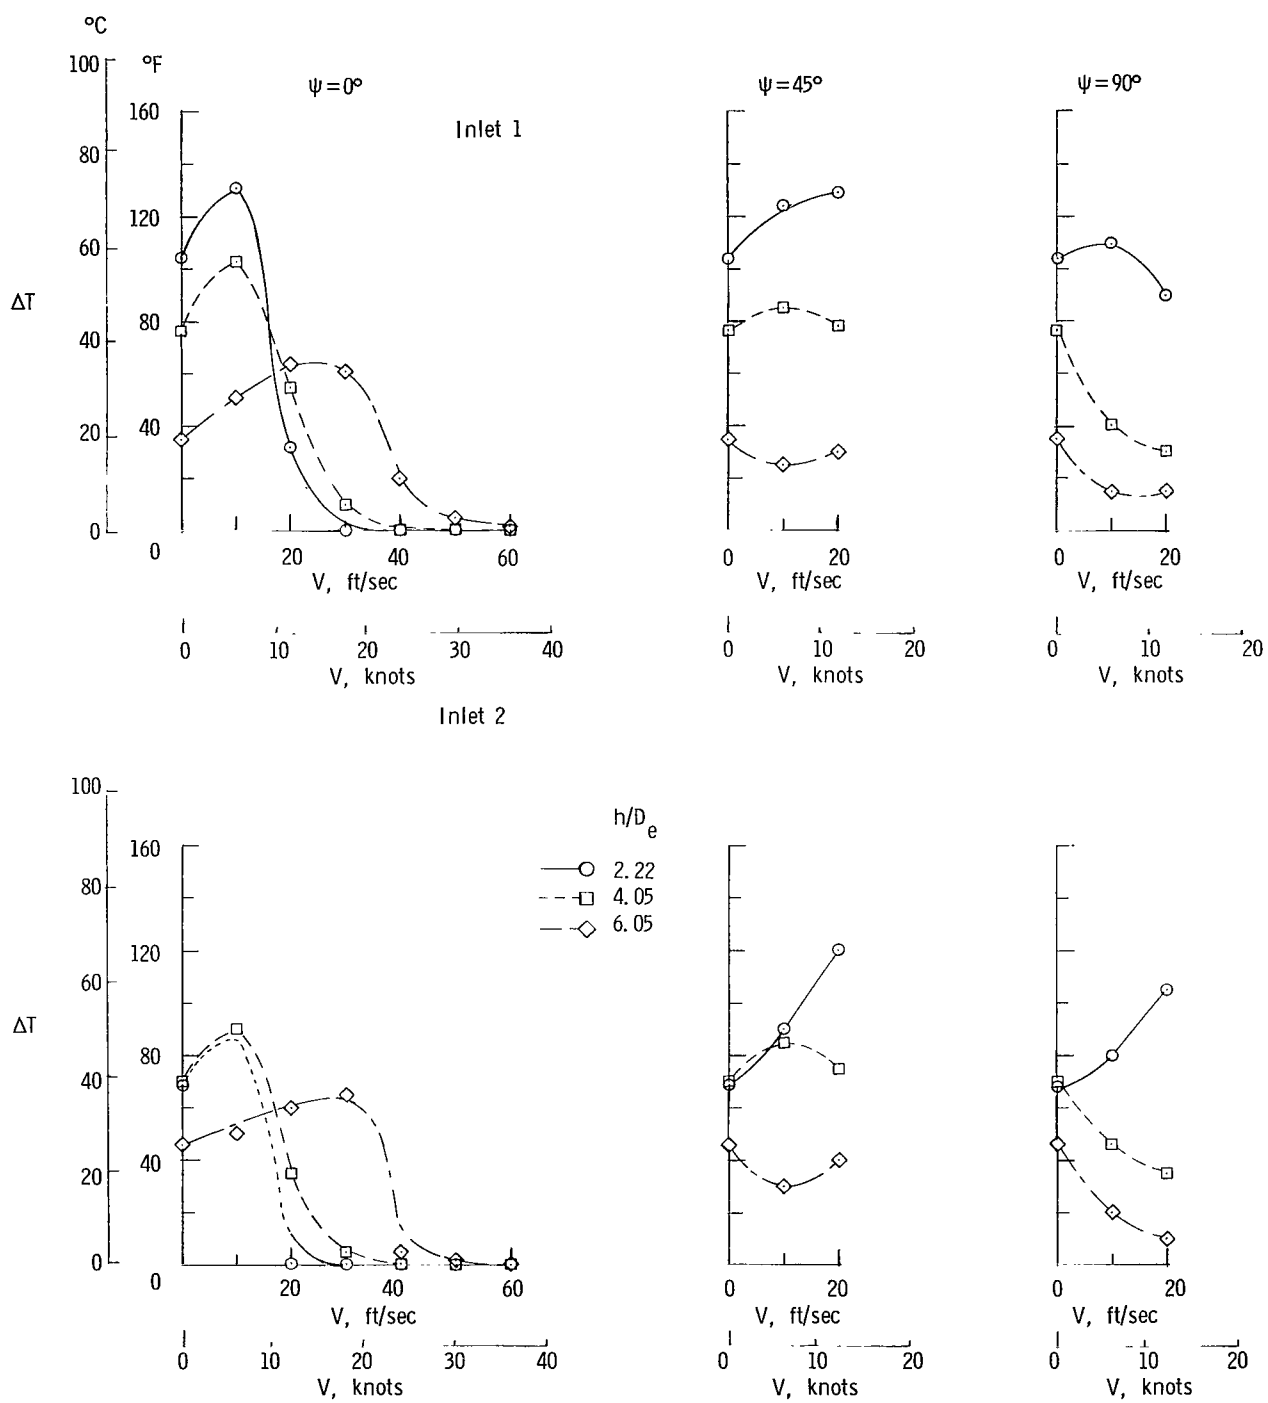 °C
100 °F ψ=0° ψ=45° ψ=90°
160 Inlet 1
80
120
60
ΔT
80
40
40
20
0
0 20 40 60 0 20 0 20
V, ft/sec V, ft/sec V, ft/sec
0 10 20 30 40 0 10 20 0 10 20
V, knots V, knots V, knots
Inlet 2
100
h/De
160
2.22
80
4.05
6.05
120
60
ΔT
80
40
40
20
0
0 20 40 60 0 20 0 20
V, ft/sec V, ft/sec V, ft/sec
0 10 20 30 40 0 10 20 0 10 20
V, knots V, knots V, knots